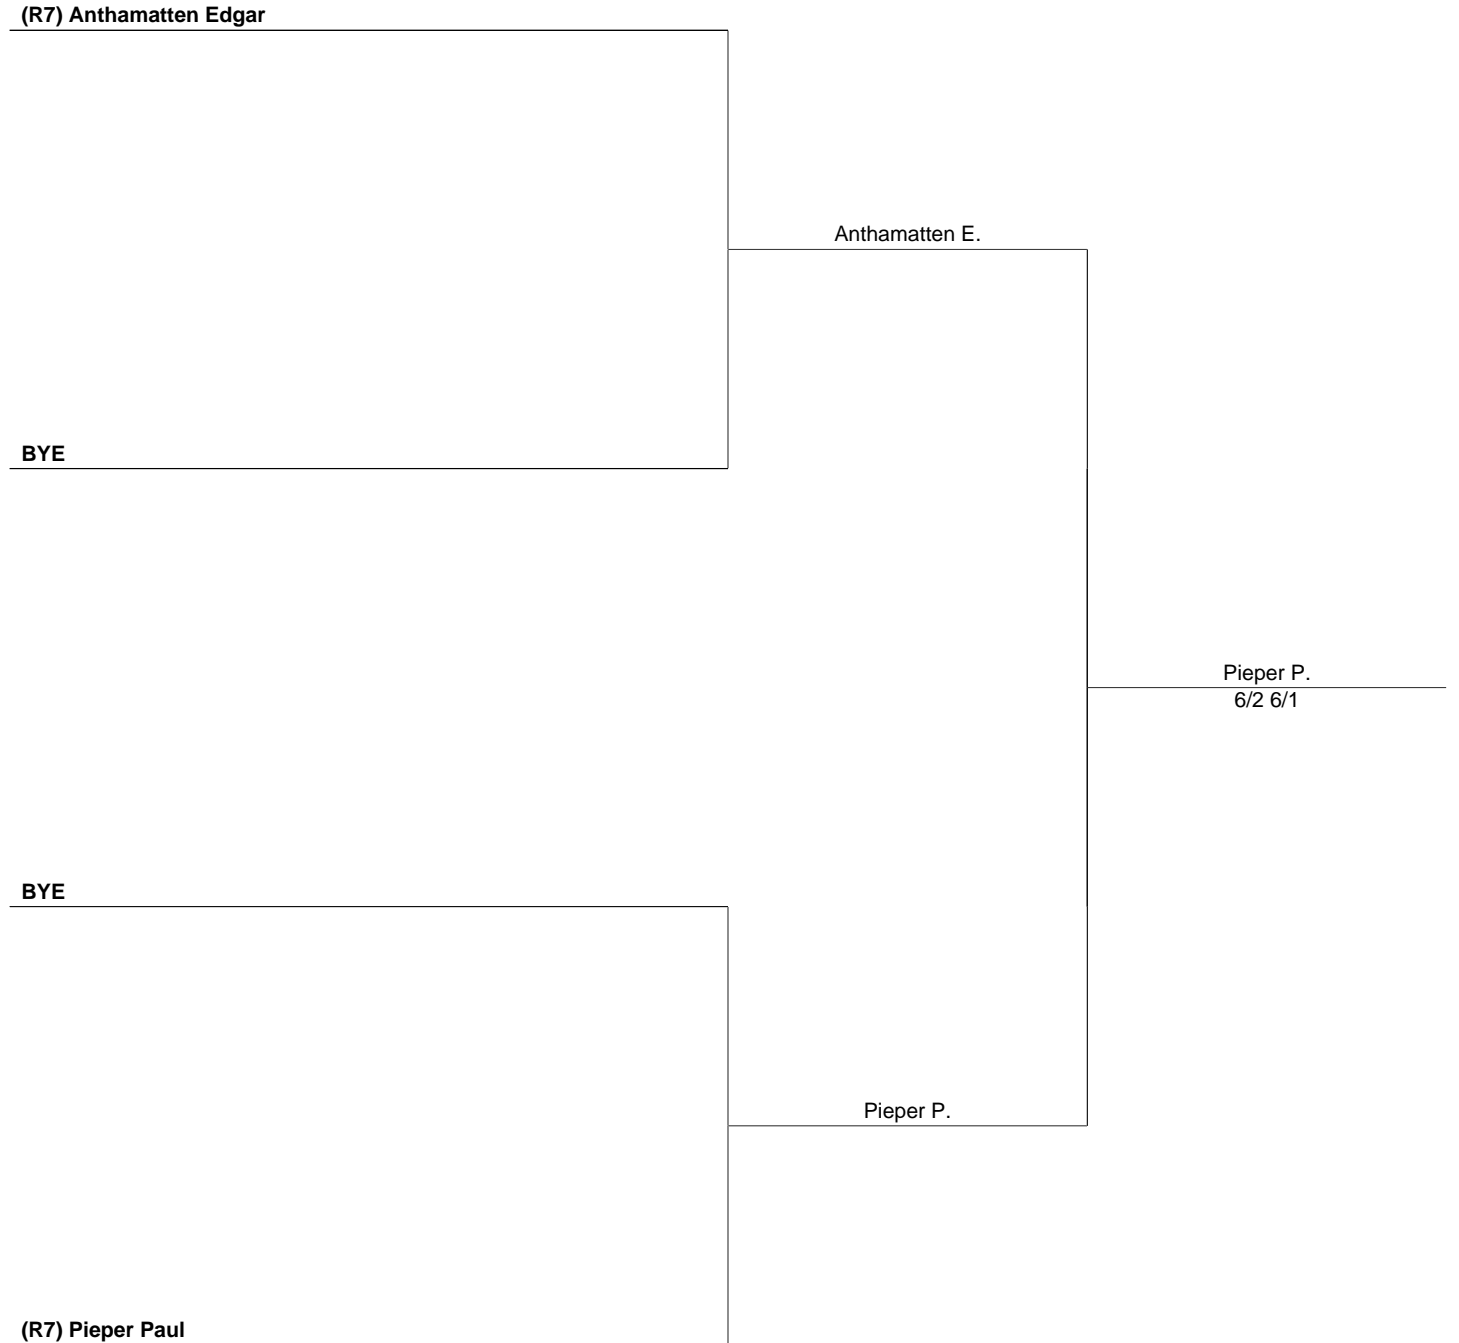 (R7) Anthamatten Edgar
Anthamatten E.
BYE
Pieper P.
6/2 6/1
BYE
Pieper P.
(R7) Pieper Paul